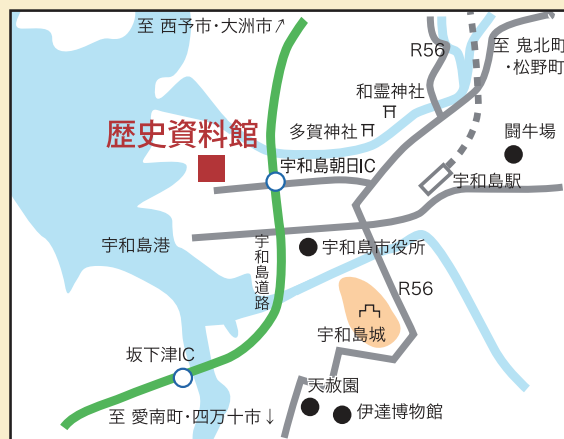 至 西予市・大洲市↗
R56
至 鬼北町
・松野町
和霊神社
多賀神社
闘牛場
歴史資料館
宇和島朝日IC
宇和島駅
宇和島港
宇和島道路
宇和島市役所
R56
宇和島城
坂下津IC
天赦園
至 愛南町・四万十市↓
伊達博物館